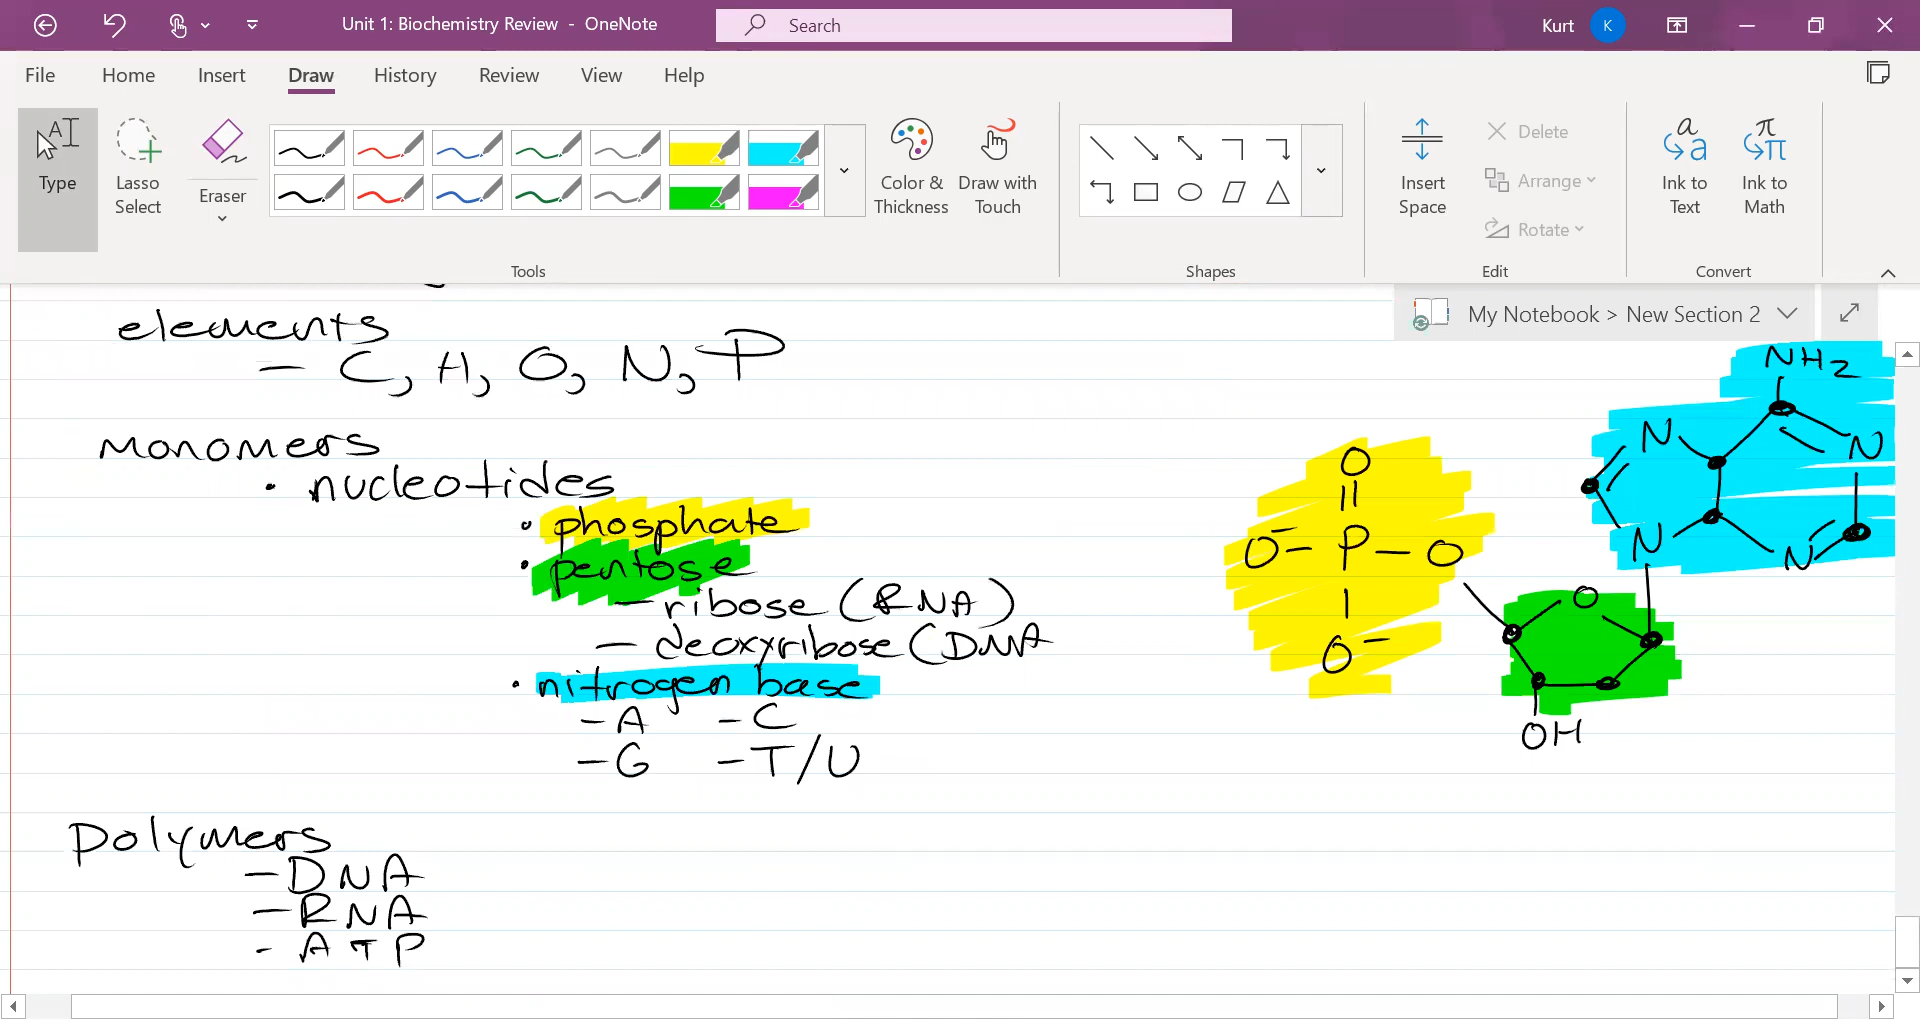 Unit 1: Biochemistry Review - OneNote
Search
Kurt
K
File Home Insert Draw History Review View Help
Type
Lasso Select
Eraser
Color & Thickness
Draw with Touch
Insert Space
Delete
Arrange
Rotate
Ink to Text
Ink to Math
Tools
Shapes
Edit
Convert
My Notebook > New Section 2
elements
- C, H, O, N, P
Monomers
• nucleotides
• phosphate
• pentose
- ribose (RNA)
- deoxyribose (DNA
• nitrogen base
- A - C
- G - T/U
Polymers
- DNA
- RNA
- ATP
O
O⁻ - P - O
O⁻
NH2
N
N
N
N
O
OH